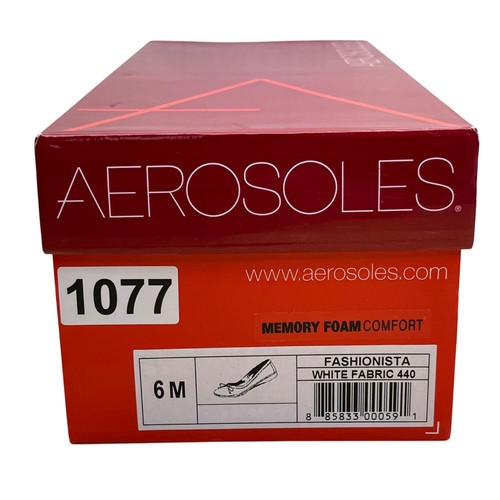 AEROSOLES®
www.aerosoles.com
1077
MEMORY FOAM COMFORT
6 M
FASHIONISTA
WHITE FABRIC 440
8 85833 00059 1